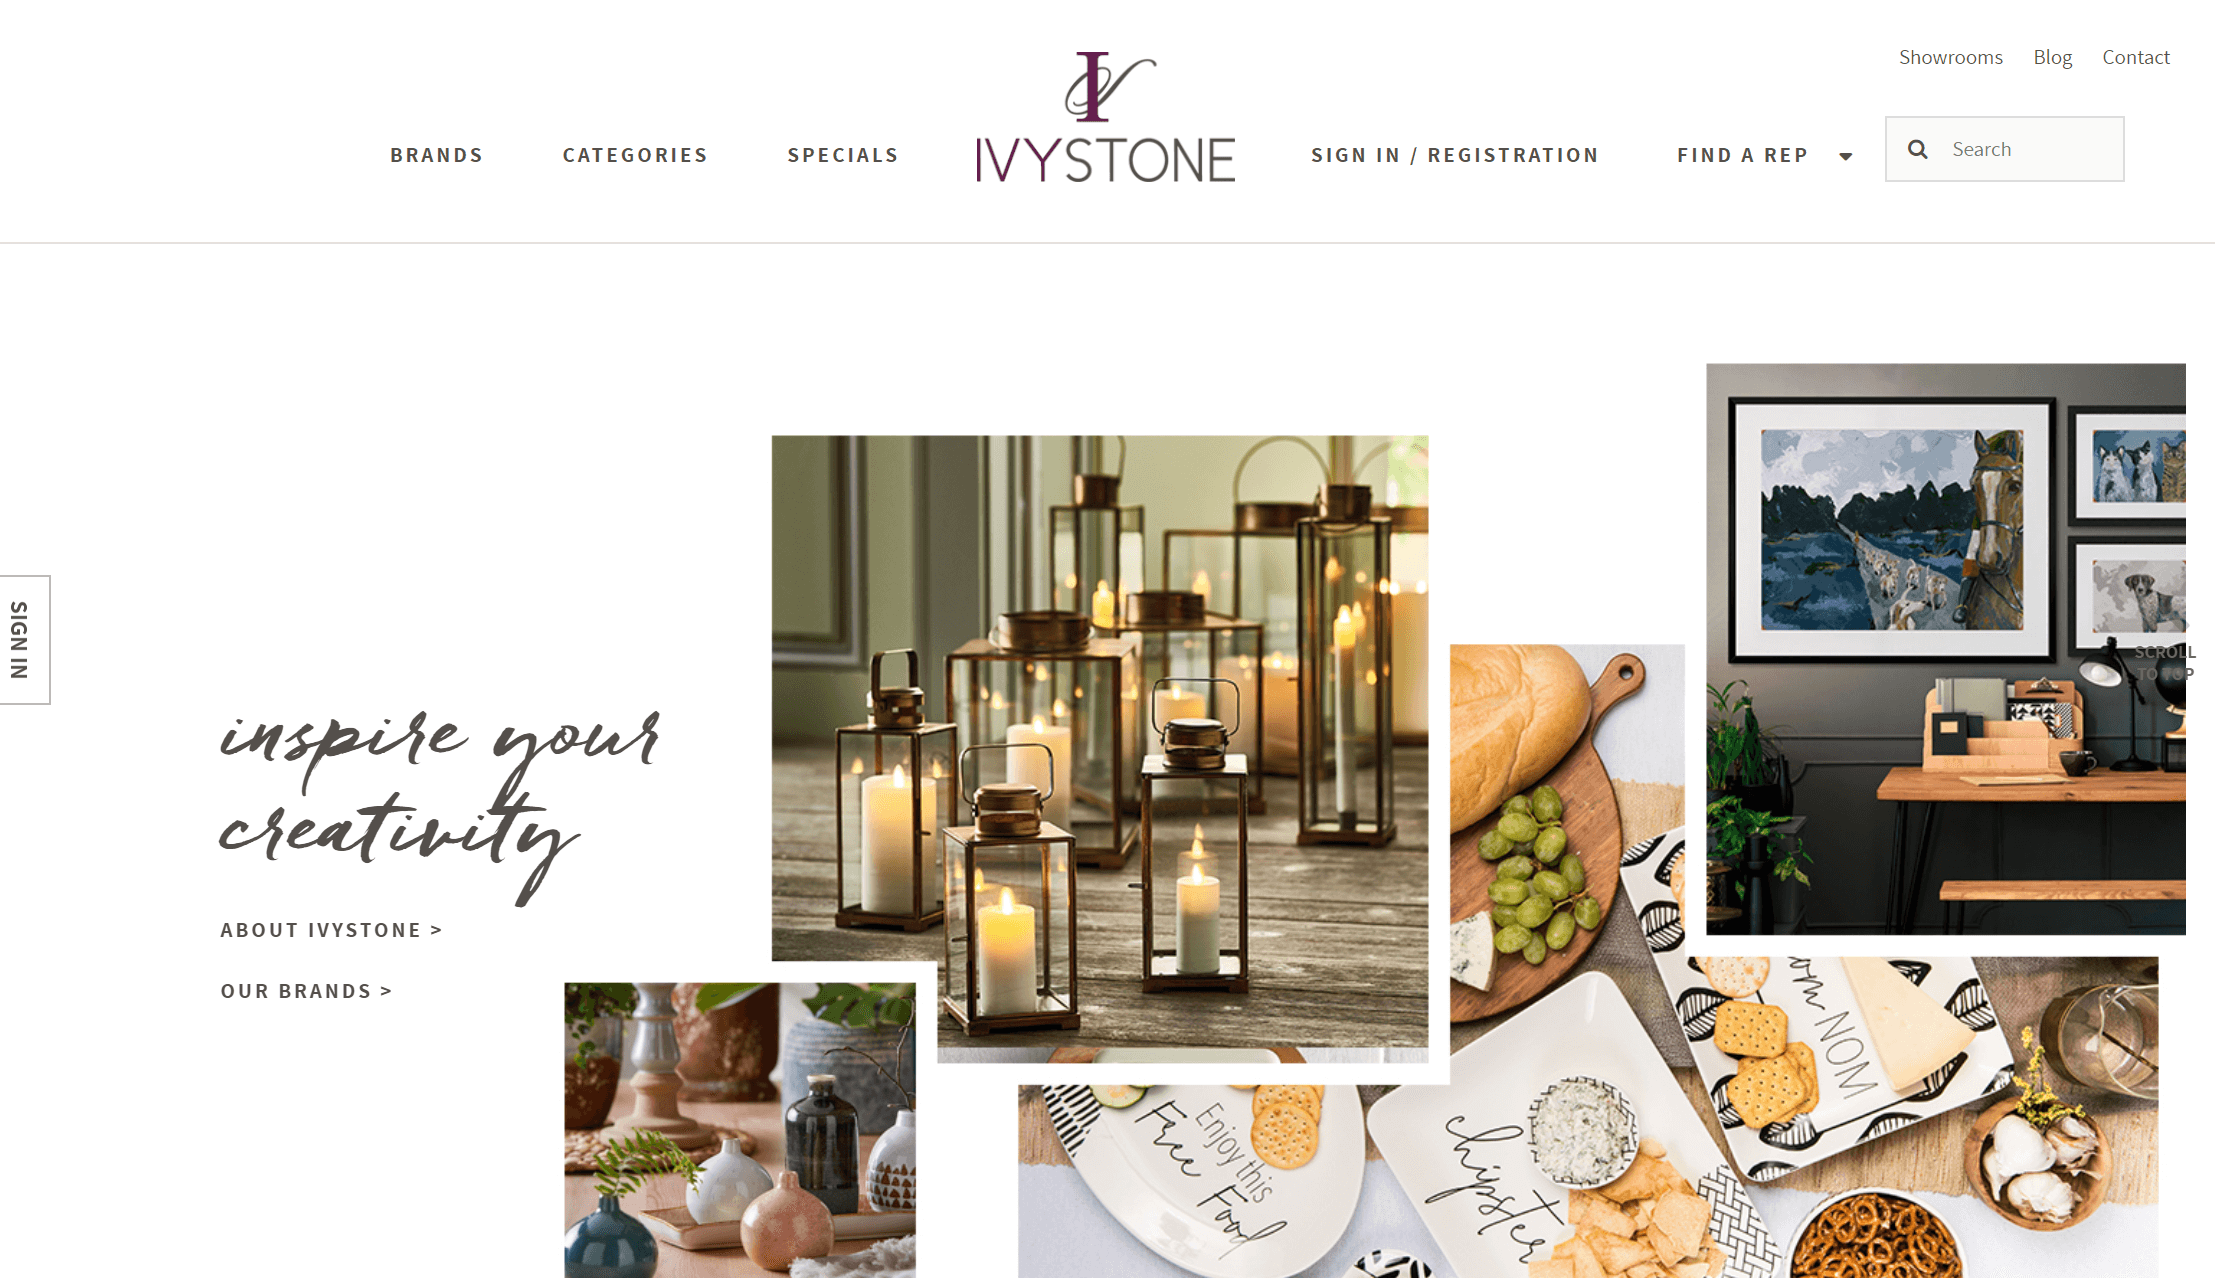 Showrooms Blog Contact
BRANDS CATEGORIES SPECIALS
IV
IVYSTONE
SIGN IN / REGISTRATION FIND A REP
Search
SIGN IN
SCROLL
TO TOP
inspire your
creativity
ABOUT IVYSTONE >
OUR BRANDS >
nom
NOM
Enjoy this
Free Food
chipster